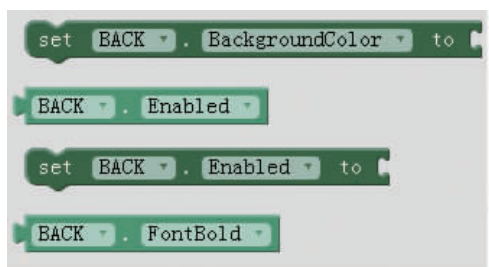 set BACK . BackgroundColor to
BACK . Enabled
set BACK . Enabled to
BACK . FontBold